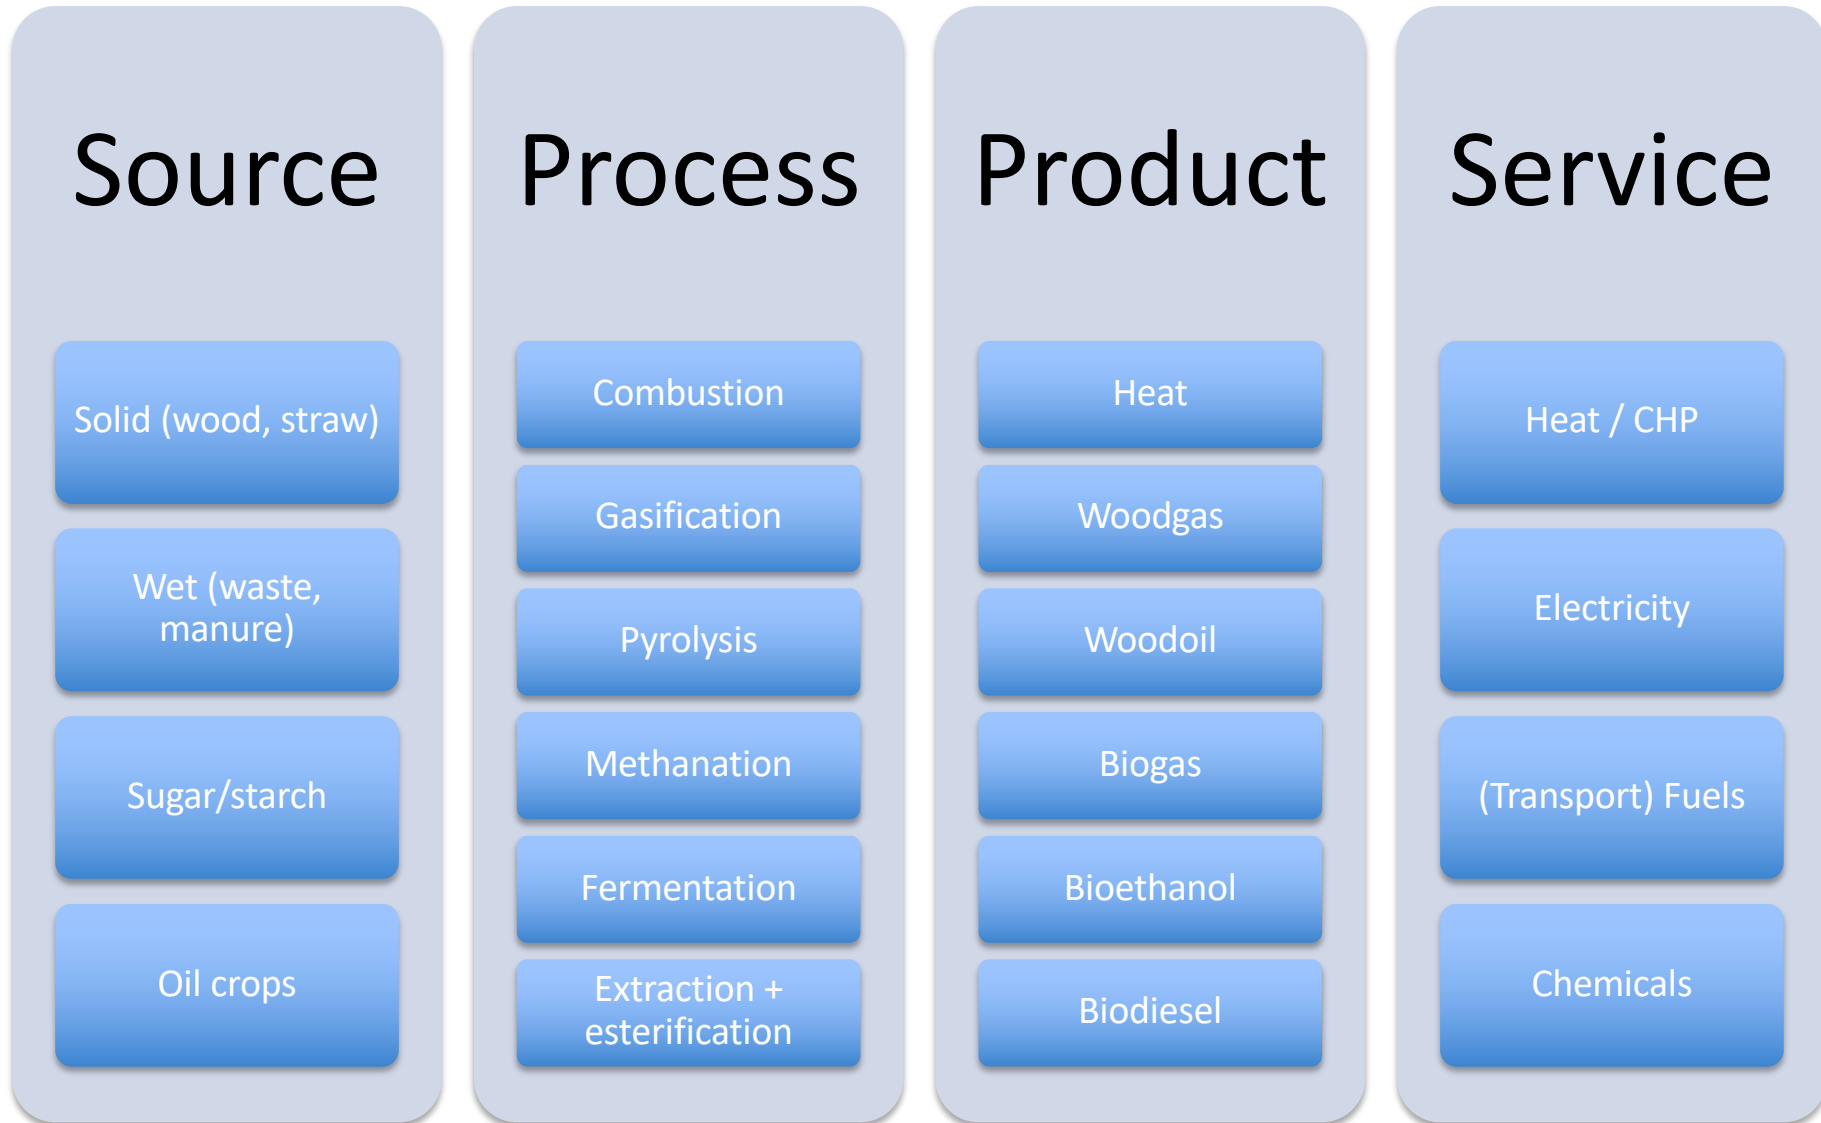 Source
Solid (wood, straw)
Wet (waste,
manure)
Sugar/starch
Oil crops
Process
Combustion
Gasification
Pyrolysis
Methanation
Fermentation
Extraction +
esterification
Product
Heat
Woodgas
Woodoil
Biogas
Bioethanol
Biodiesel
Service
Heat / CHP
Electricity
(Transport) Fuels
Chemicals